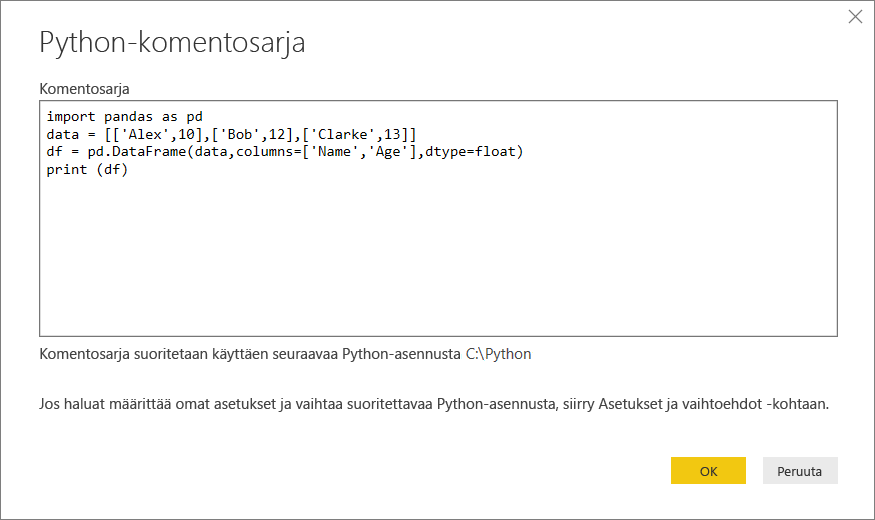 Python-komentosarja
Komentosarja
import pandas as pd
data = [['Alex',10],['Bob',12],['Clarke',13]]
df = pd.DataFrame(data,columns=['Name','Age'],dtype=float)
print (df)
Komentosarja suoritetaan käyttäen seuraavaa Python-asennusta C:\Python
Jos haluat määrittää omat asetukset ja vaihtaa suoritettavaa Python-asennusta, siirry Asetukset ja vaihtoehdot -kohtaan.
OK Peruuta